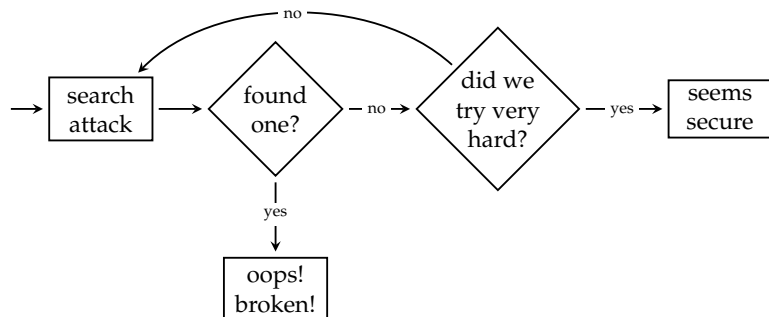 no
search
attack
found
one?
no
did we
try very
hard?
yes
seems
secure
yes
oops!
broken!